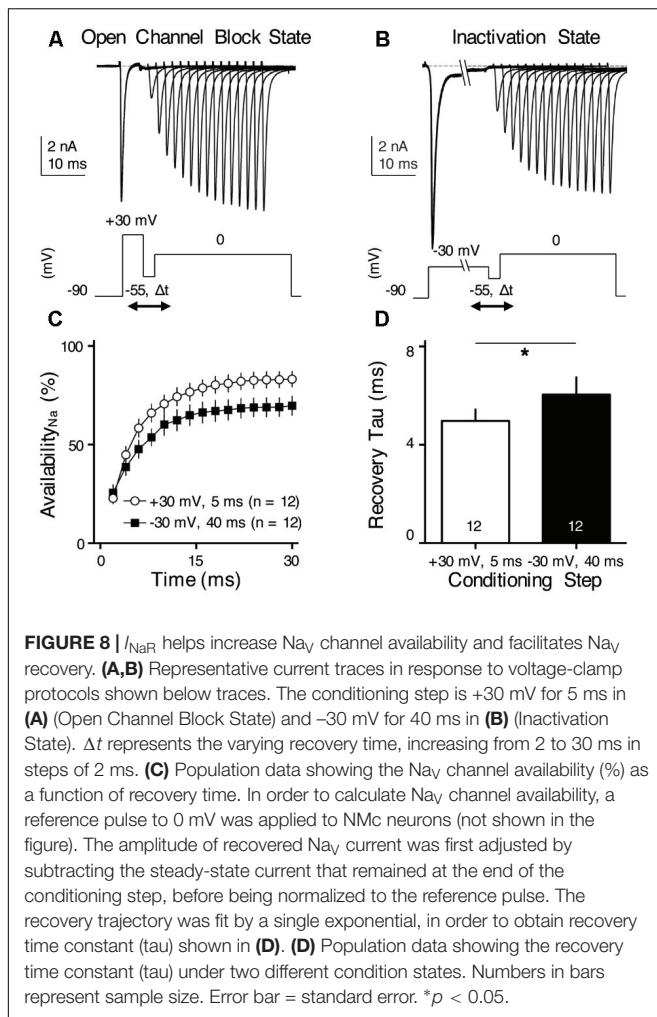 A Open Channel Block State
B Inactivation State
2 nA
10 ms
2 nA
10 ms
+30 mV
0
(mV)
-90
-55, Δt
-30 mV
0
(mV)
-90
-55, Δt
C
D
100
50
0
Availability_Na (%)
+30 mV, 5 ms (n = 12)
-30 mV, 40 ms (n = 12)
0 15 30
Time (ms)
8
4
0
Recovery Tau (ms)
*
12
12
+30 mV, 5 ms -30 mV, 40 ms
Conditioning Step
FIGURE 8 | I_NaR helps increase Na_V channel availability and facilitates Na_V
recovery. (A,B) Representative current traces in response to voltage-clamp
protocols shown below traces. The conditioning step is +30 mV for 5 ms in
(A) (Open Channel Block State) and –30 mV for 40 ms in (B) (Inactivation
State). Δt represents the varying recovery time, increasing from 2 to 30 ms in
steps of 2 ms. (C) Population data showing the Na_V channel availability (%) as
a function of recovery time. In order to calculate Na_V channel availability, a
reference pulse to 0 mV was applied to NMc neurons (not shown in the
figure). The amplitude of recovered Na_V current was first adjusted by
subtracting the steady-state current that remained at the end of the
conditioning step, before being normalized to the reference pulse. The
recovery trajectory was fit by a single exponential, in order to obtain recovery
time constant (tau) shown in (D). (D) Population data showing the recovery
time constant (tau) under two different condition states. Numbers in bars
represent sample size. Error bar = standard error. *p < 0.05.